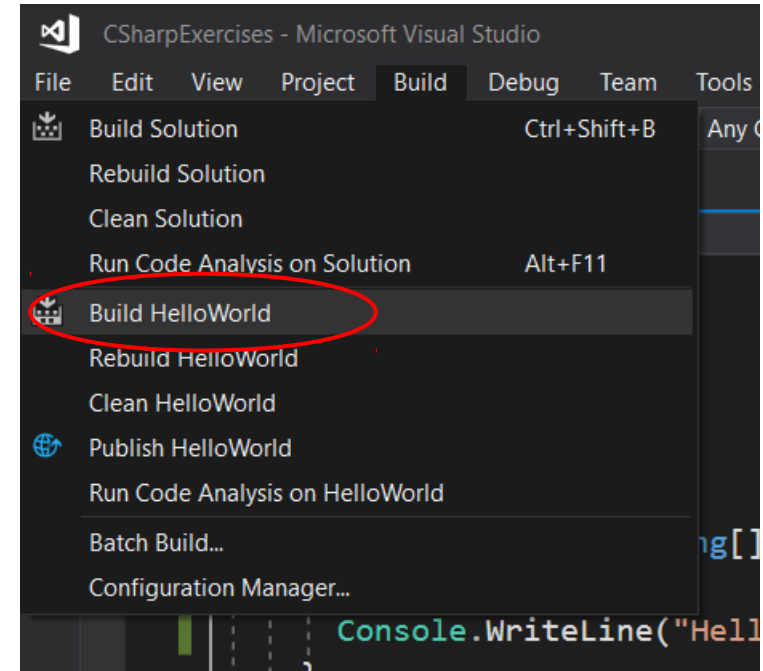 CSharpExercises - Microsoft Visual Studio
File Edit View Project Build Debug Team Tools
Build Solution Ctrl+Shift+B Any
Rebuild Solution
Clean Solution
Run Code Analysis on Solution Alt+F11
Build HelloWorld
Rebuild HelloWorld
Clean HelloWorld
Publish HelloWorld
Run Code Analysis on HelloWorld
Batch Build...
ng[]
Configuration Manager...
Console.WriteLine("Hell
}